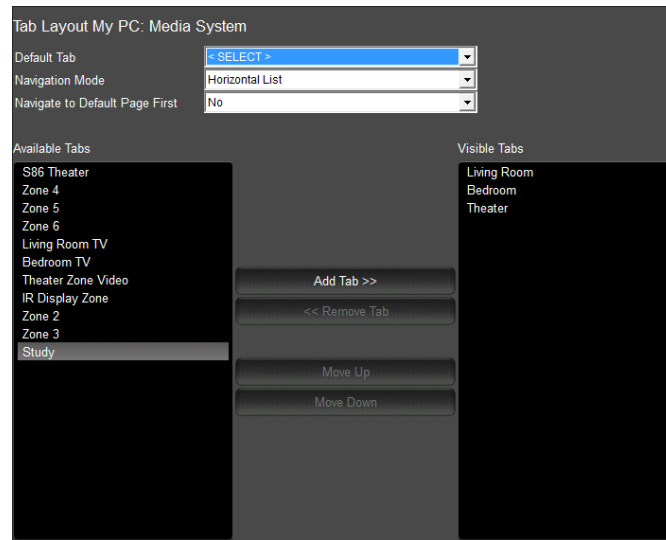 Tab Layout My PC: Media System
Default Tab < SELECT >
Navigation Mode Horizontal List
Navigate to Default Page First No
Available Tabs
S86 Theater
Zone 4
Zone 5
Zone 6
Living Room TV
Bedroom TV
Theater Zone Video
IR Display Zone
Zone 2
Zone 3
Study
Add Tab >>
<< Remove Tab
Move Up
Move Down
Visible Tabs
Living Room
Bedroom
Theater